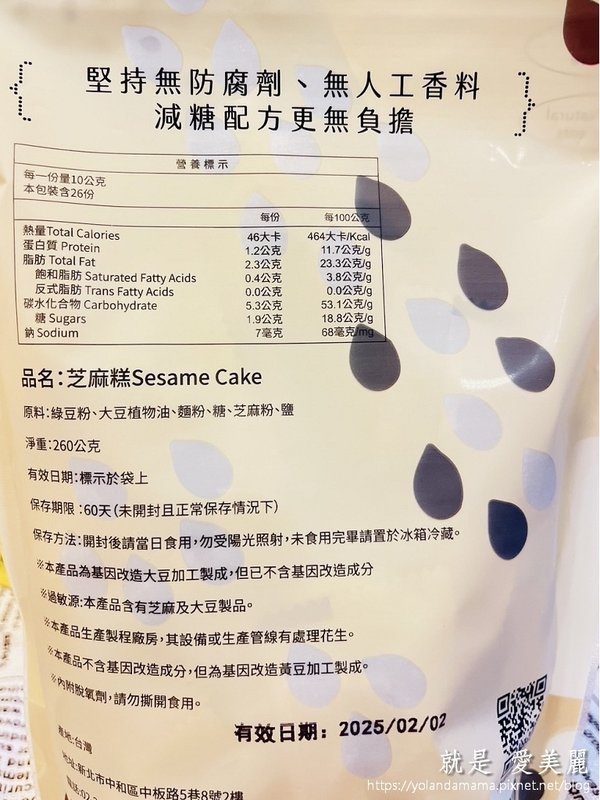 堅持無防腐劑、無人工香料
減糖配方更無負擔
營養標示
每一份量10公克
本包裝含26份
每份 每100公克
熱量Total Calories 46大卡 464大卡/Kcal
蛋白質 Protein 1.2公克 11.7公克/g
脂肪 Total Fat 2.3公克 23.3公克/g
飽和脂肪 Saturated Fatty Acids 0.4公克 3.8公克/g
反式脂肪 Trans Fatty Acids 0.0公克 0.0公克/g
碳水化合物 Carbohydrate 5.3公克 53.1公克/g
糖 Sugars 1.9公克 18.8公克/g
鈉 Sodium 7毫克 68毫克/mg
品名:芝麻糕Sesame Cake
原料:綠豆粉、大豆植物油、麵粉、糖、芝麻粉、鹽
淨重:260公克
有效日期:標示於袋上
保存期限:60天(未開封且正常保存情況下)
保存方法:開封後請當日食用,勿受陽光照射,未食用完畢請置於冰箱冷藏。
※本產品為基因改造大豆加工製成,但已不含基因改造成分
※過敏源:本產品含有芝麻及大豆製品。
※本產品生產製程廠房,其設備或生產管線有處理花生。
※本產品不含基因改造成分,但為基因改造黃豆加工製成。
※內附脫氧劑,請勿撕開食用。
有效日期: 2025/02/02
產地:台灣
地址:新北市中和區中板路5巷8號2樓
電話:02
就是 愛美麗
https://yolandamama.pixnet.net/blog